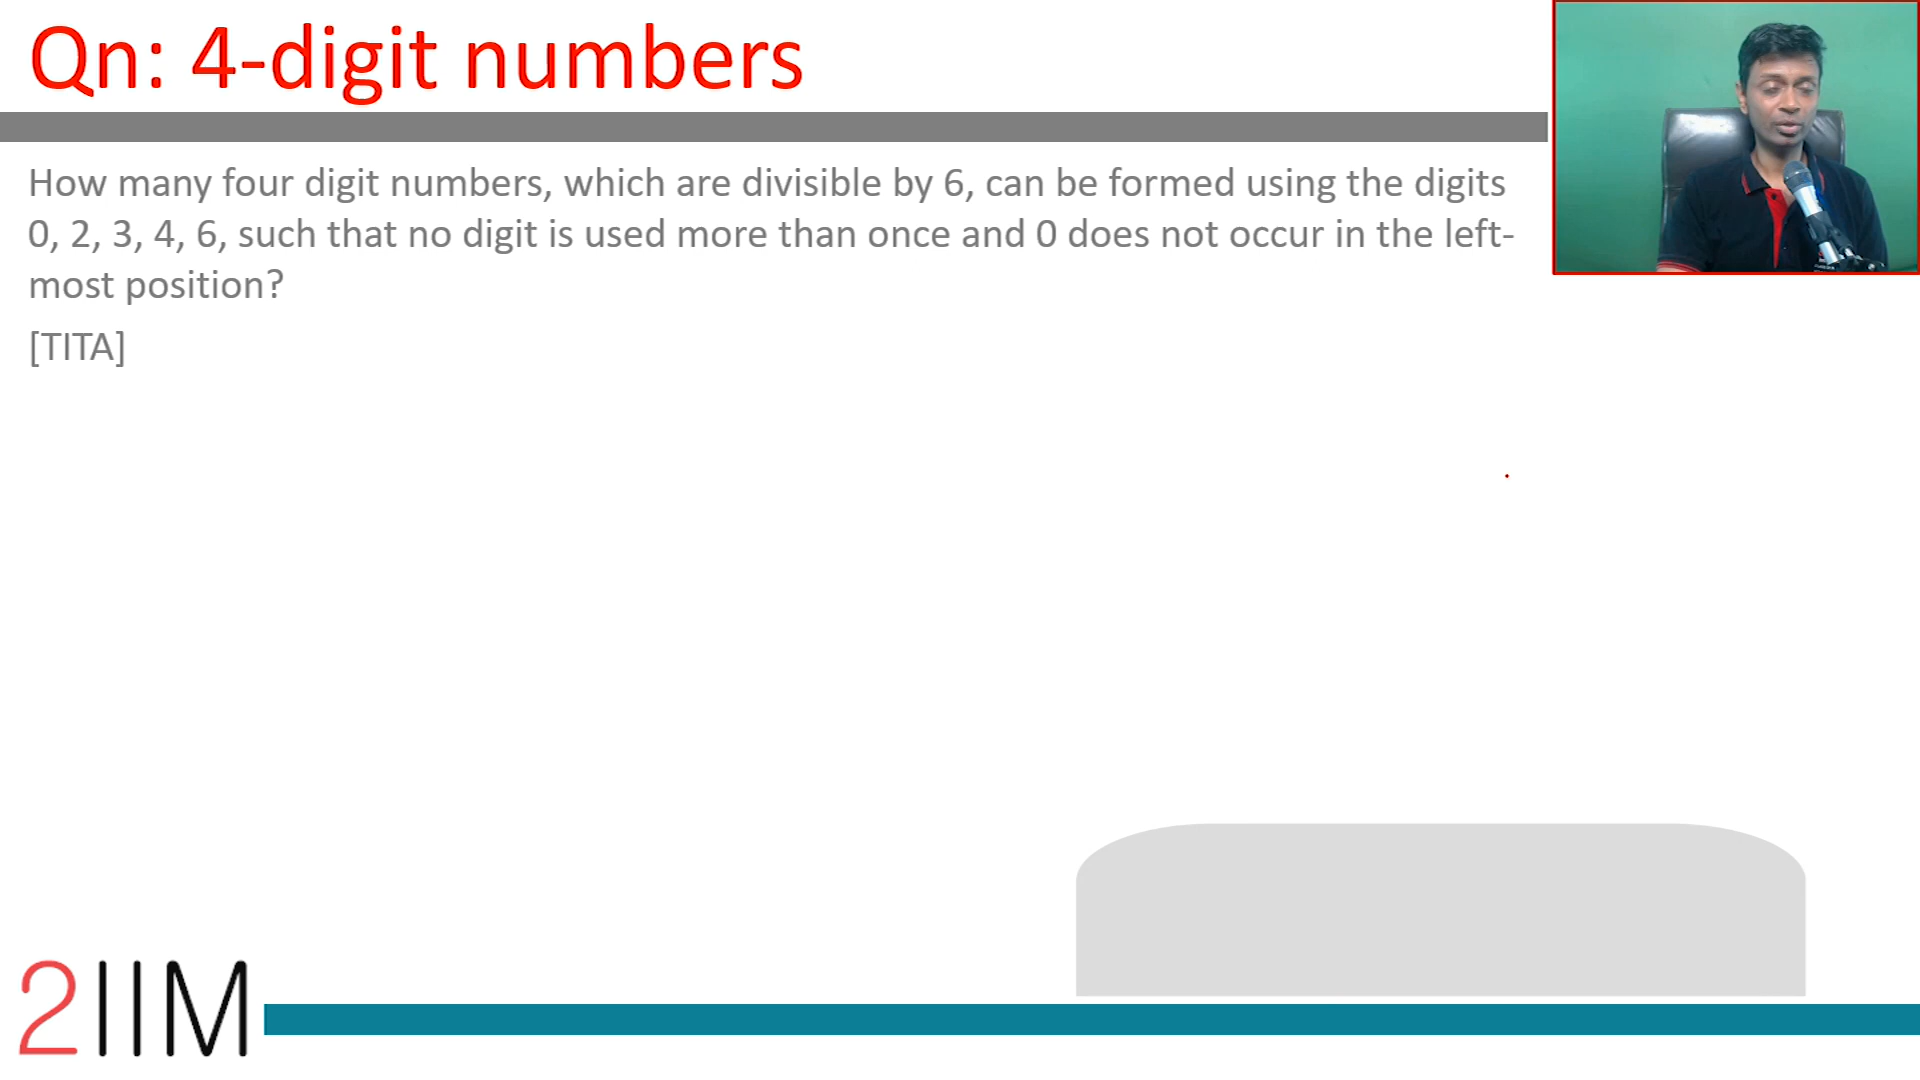 Qn: 4-digit numbers
How many four digit numbers, which are divisible by 6, can be formed using the digits
0, 2, 3, 4, 6, such that no digit is used more than once and 0 does not occur in the left-
most position?
[TITA]
2IIM